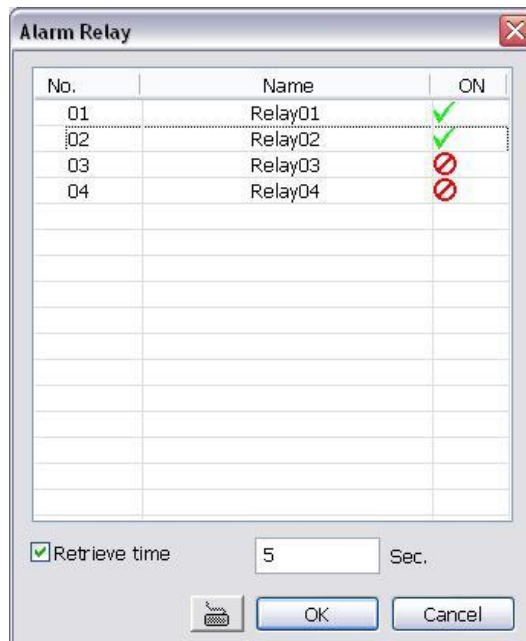 Alarm Relay
No. Name ON
01 Relay01
02 Relay02
03 Relay03
04 Relay04
Retrieve time 5 Sec.
OK Cancel